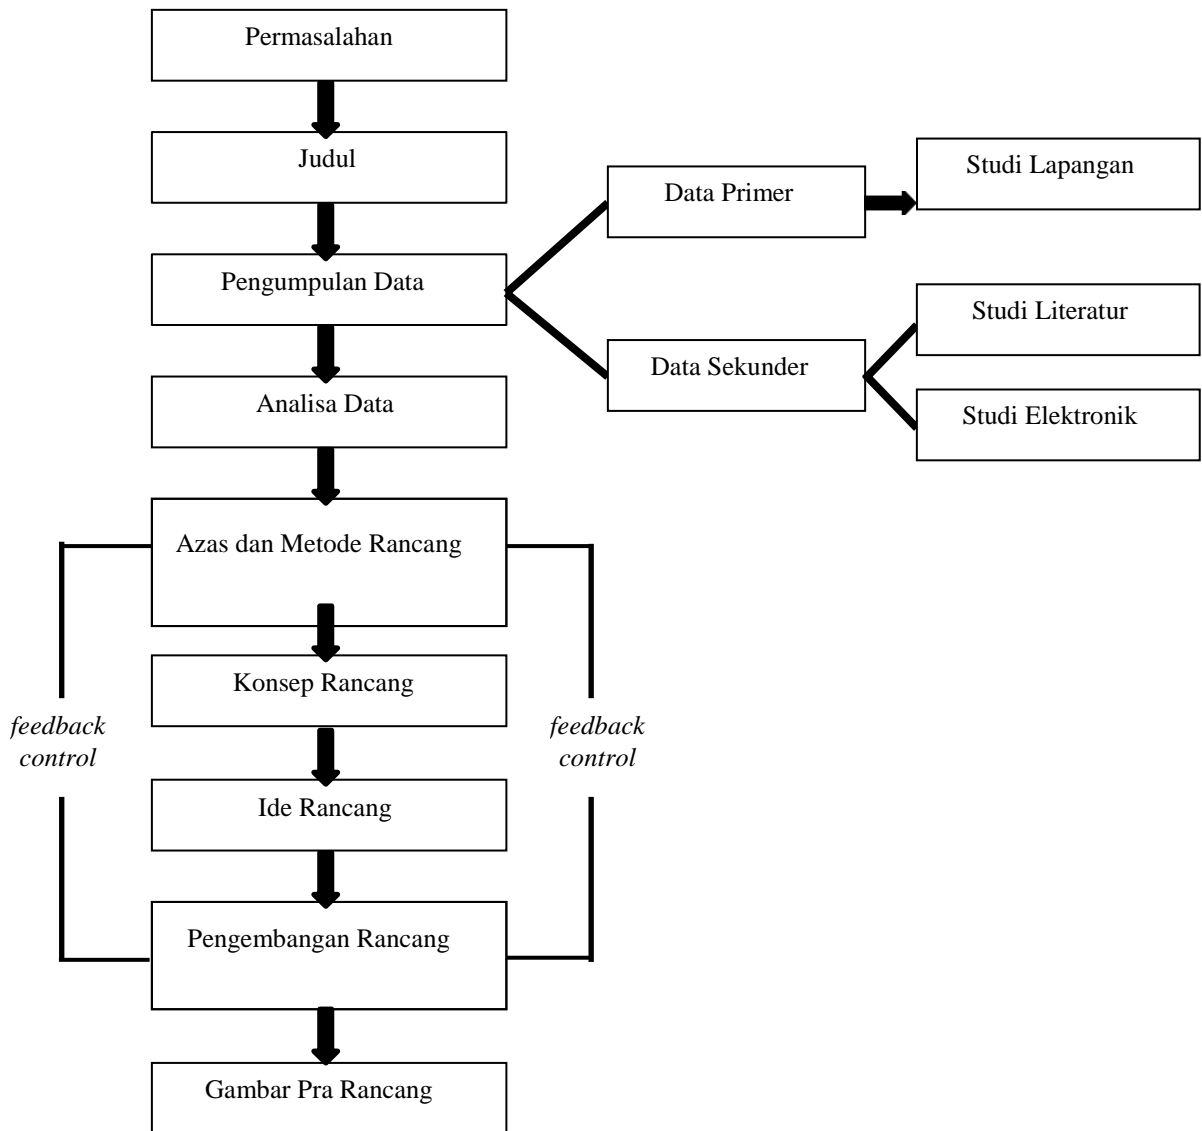 Permasalahan
Judul
Studi Lapangan
Data Primer
Pengumpulan Data
Studi Literatur
Data Sekunder
Analisa Data
Studi Elektronik
Azas dan Metode Rancang
Konsep Rancang
feedback
control
feedback
control
Ide Rancang
Pengembangan Rancang
Gambar Pra Rancang